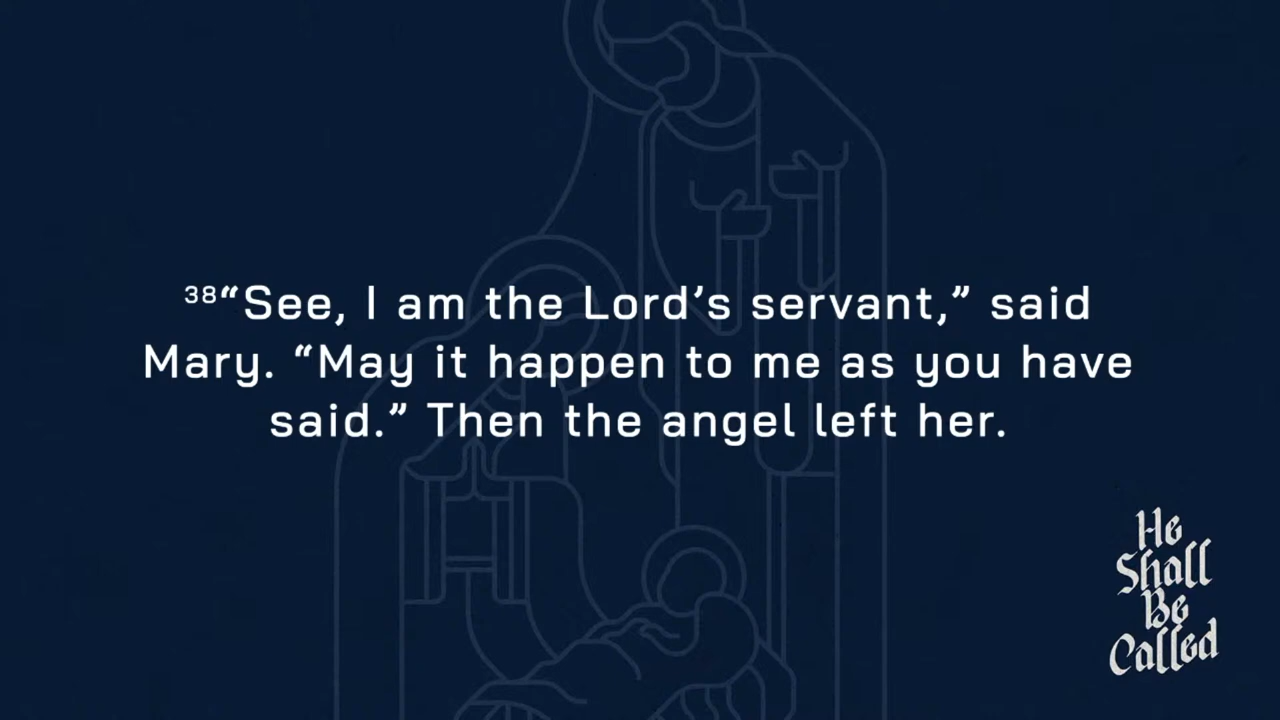 ³⁸“See, I am the Lord’s servant,” said
Mary. “May it happen to me as you have
said.” Then the angel left her.
He
Shall
Be
Called